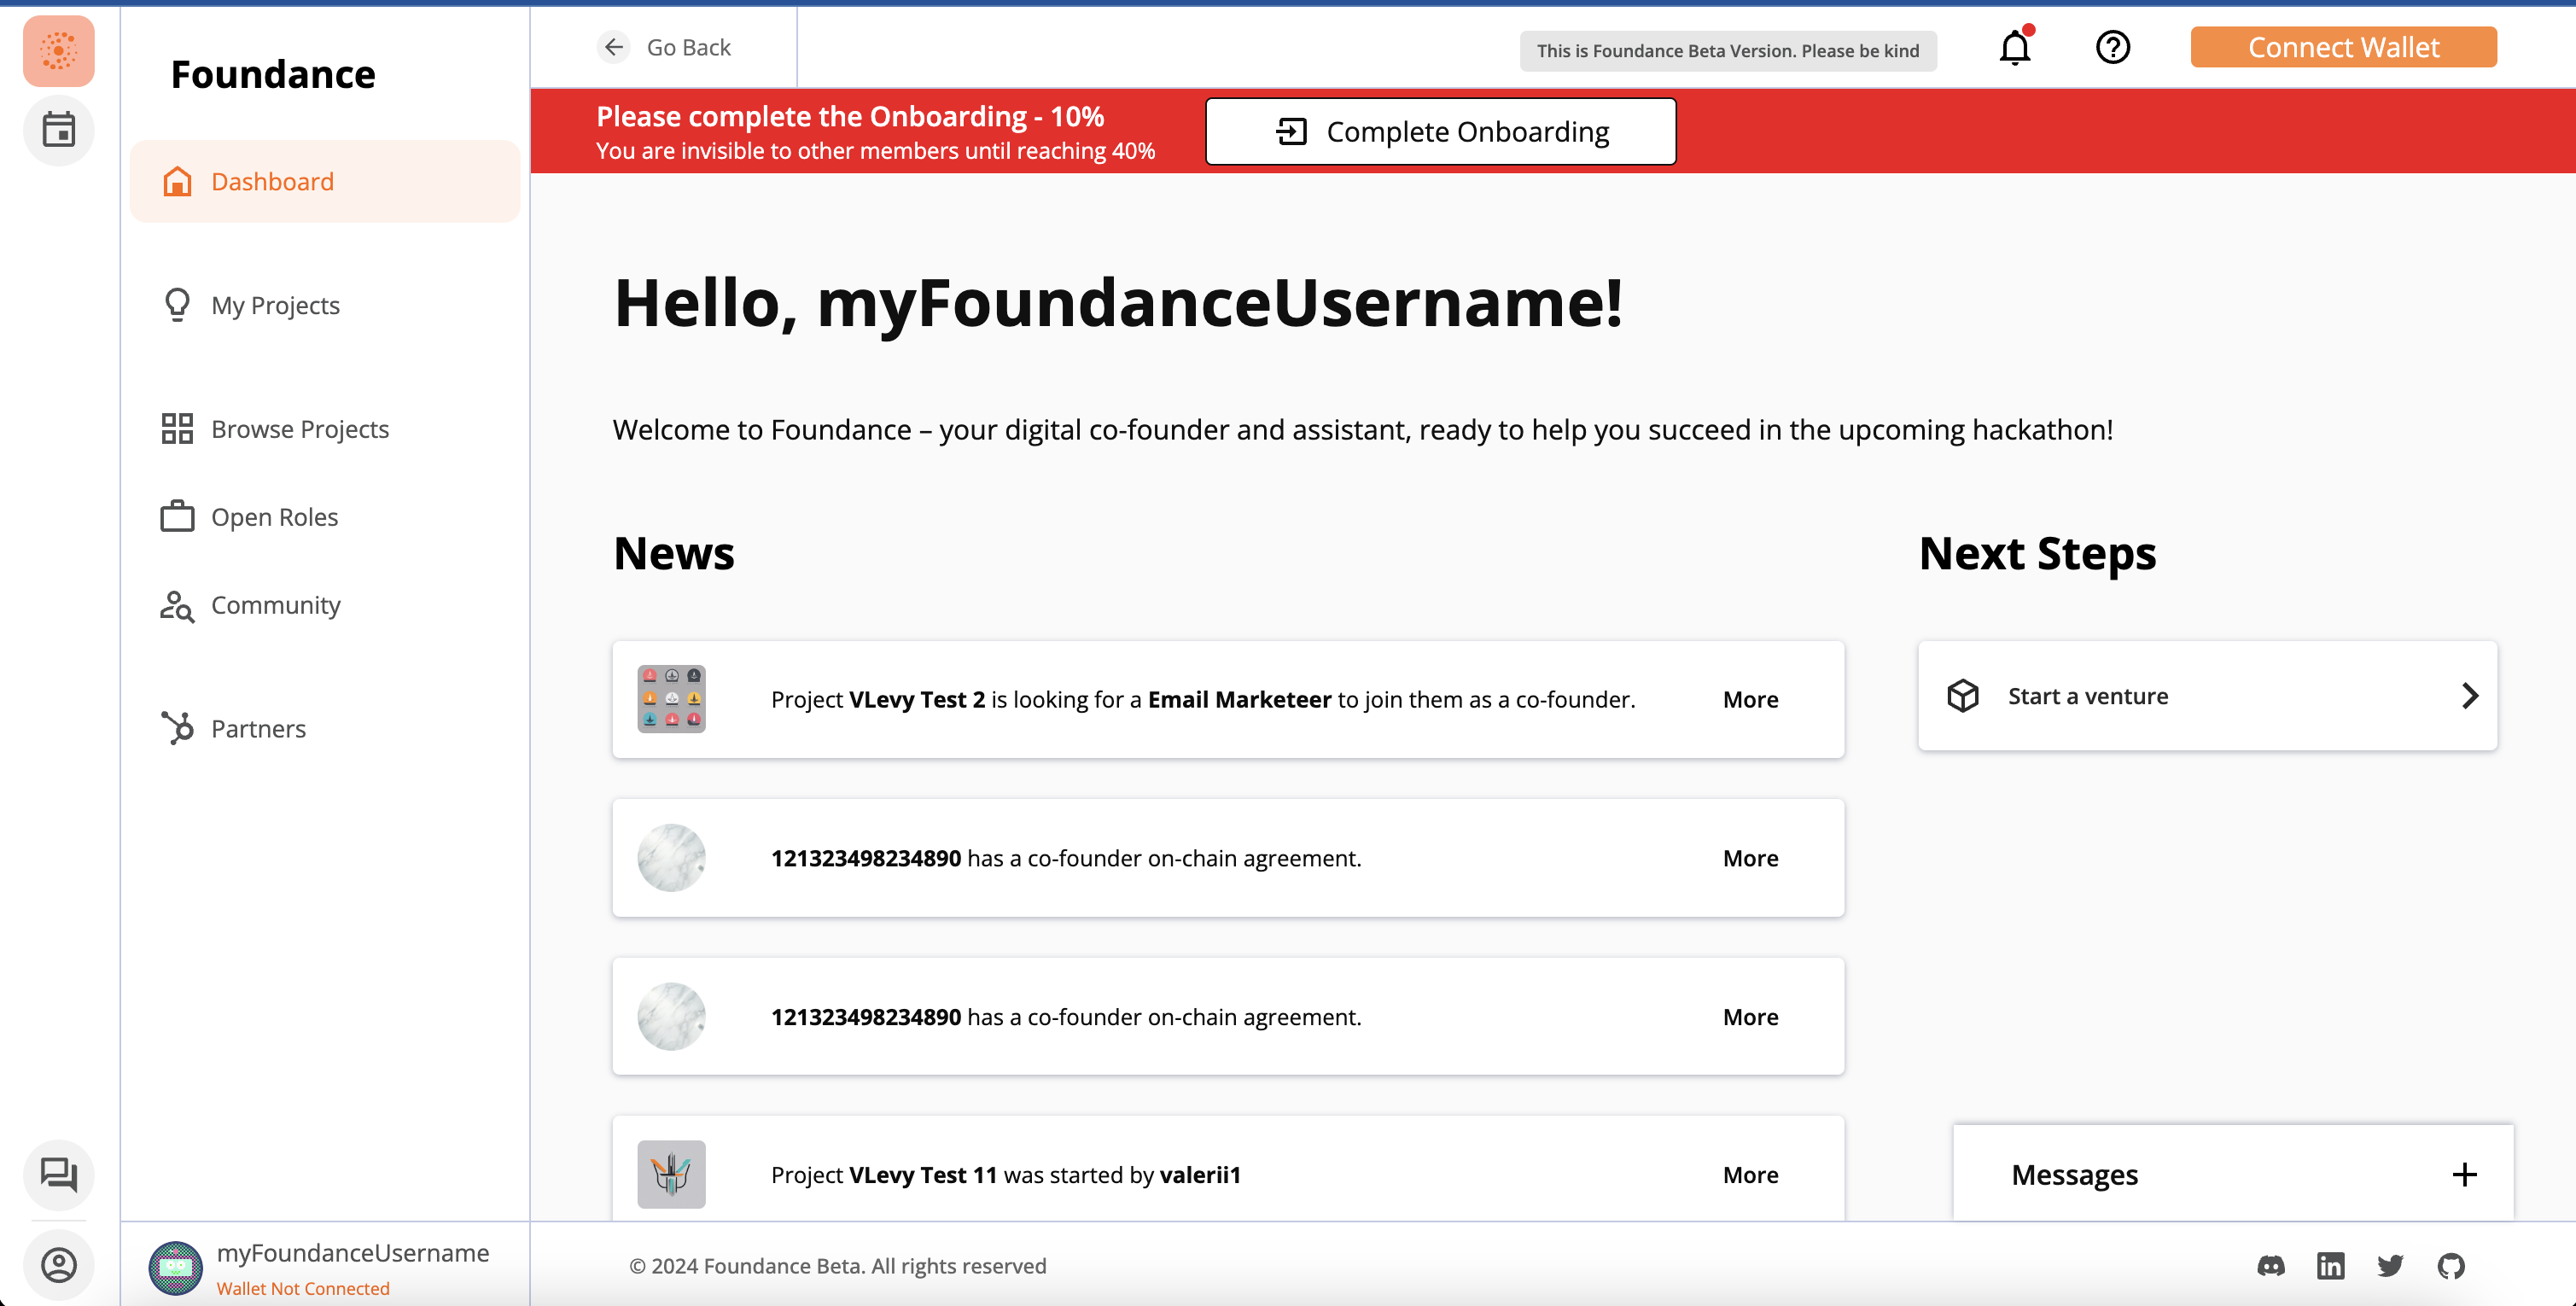 Foundance
Dashboard
My Projects
Browse Projects
Open Roles
Community
Partners
myFoundanceUsername
Wallet Not Connected
Go Back
This is Foundance Beta Version. Please be kind
Connect Wallet
Please complete the Onboarding - 10%
You are invisible to other members until reaching 40%
Complete Onboarding
Hello, myFoundanceUsername!
Welcome to Foundance – your digital co-founder and assistant, ready to help you succeed in the upcoming hackathon!
News
Project VLevy Test 2 is looking for a Email Marketeer to join them as a co-founder.
More
121323498234890 has a co-founder on-chain agreement.
More
121323498234890 has a co-founder on-chain agreement.
More
Project VLevy Test 11 was started by valerii1
More
Next Steps
Start a venture
Messages
© 2024 Foundance Beta. All rights reserved